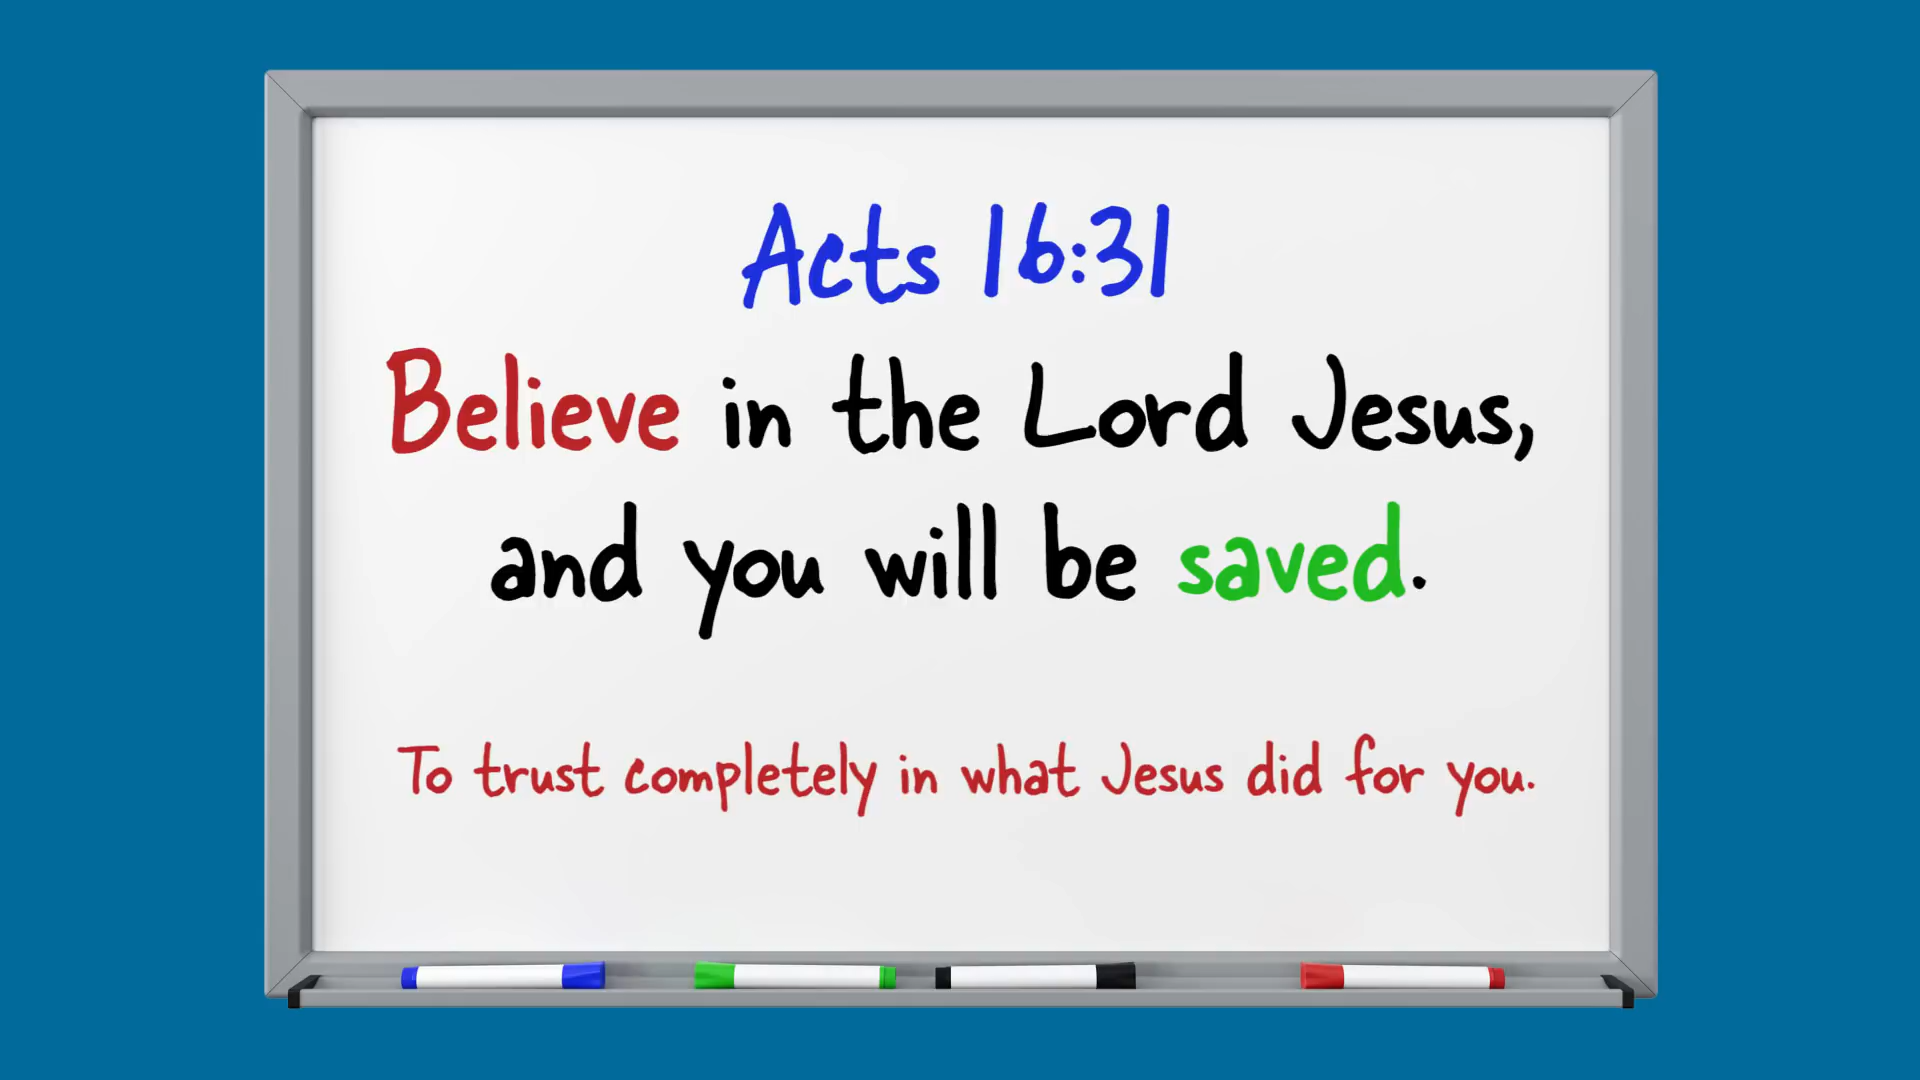 Acts 16:31
Believe in the Lord Jesus,
and you will be saved.
To trust completely in what Jesus did for you.